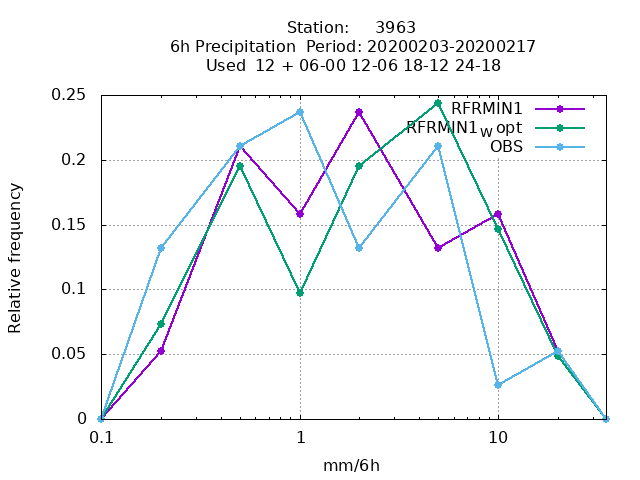 Station:     3963
6h Precipitation  Period: 20200203-20200217
Used  12 + 06-00 12-06 18-12 24-18
RFRMIN1
RFRMIN1w opt
OBS
0.25
0.2
0.15
0.1
0.05
0
Relative frequency
0.1
1
10
mm/6h